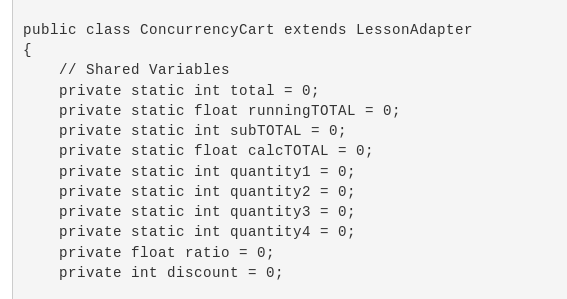 public class ConcurrencyCart extends LessonAdapter
{
    // Shared Variables
    private static int total = 0;
    private static float runningTOTAL = 0;
    private static int subTOTAL = 0;
    private static float calcTOTAL = 0;
    private static int quantity1 = 0;
    private static int quantity2 = 0;
    private static int quantity3 = 0;
    private static int quantity4 = 0;
    private float ratio = 0;
    private int discount = 0;